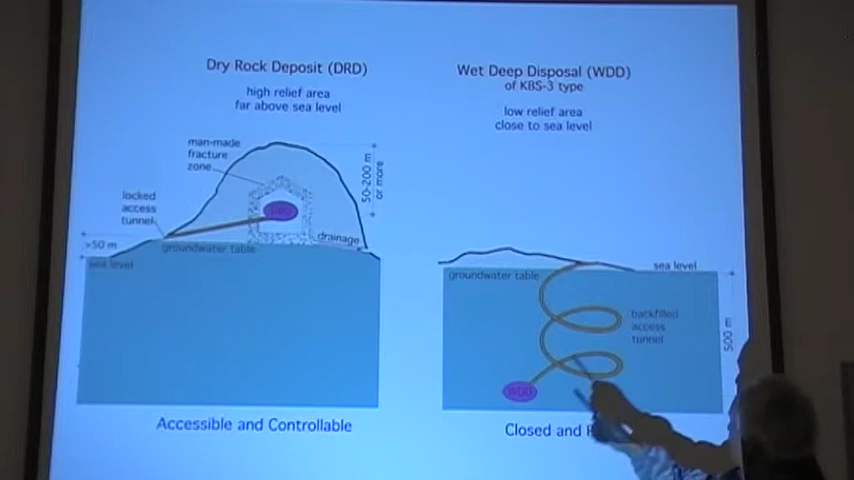 Dry Rock Deposit (DRD)
high relief area
far above sea level
man-made
fracture
zone
50-200 m
or more
locked
access
tunnel
DRD
>50 m
groundwater table
drainage
sea level
Accessible and Controllable
Wet Deep Disposal (WDD)
of KBS-3 type
low relief area
close to sea level
groundwater table
sea level
backfilled
access
tunnel
500 m
WDD
Closed and